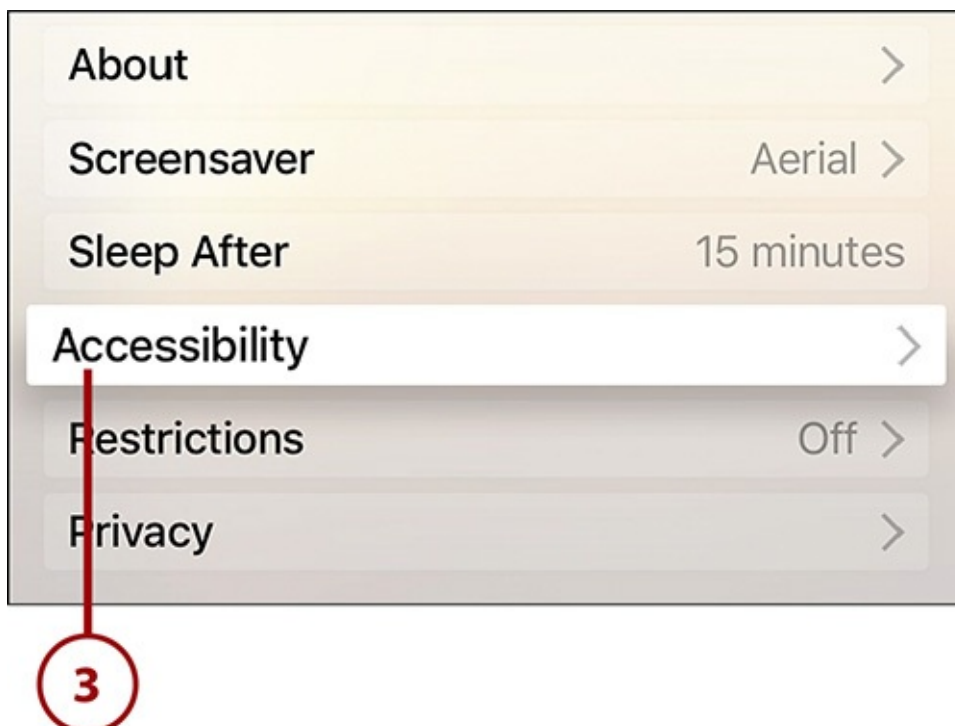 About
Screensaver Aerial
Sleep After 15 minutes
Accessibility
Restrictions Off
Privacy
3